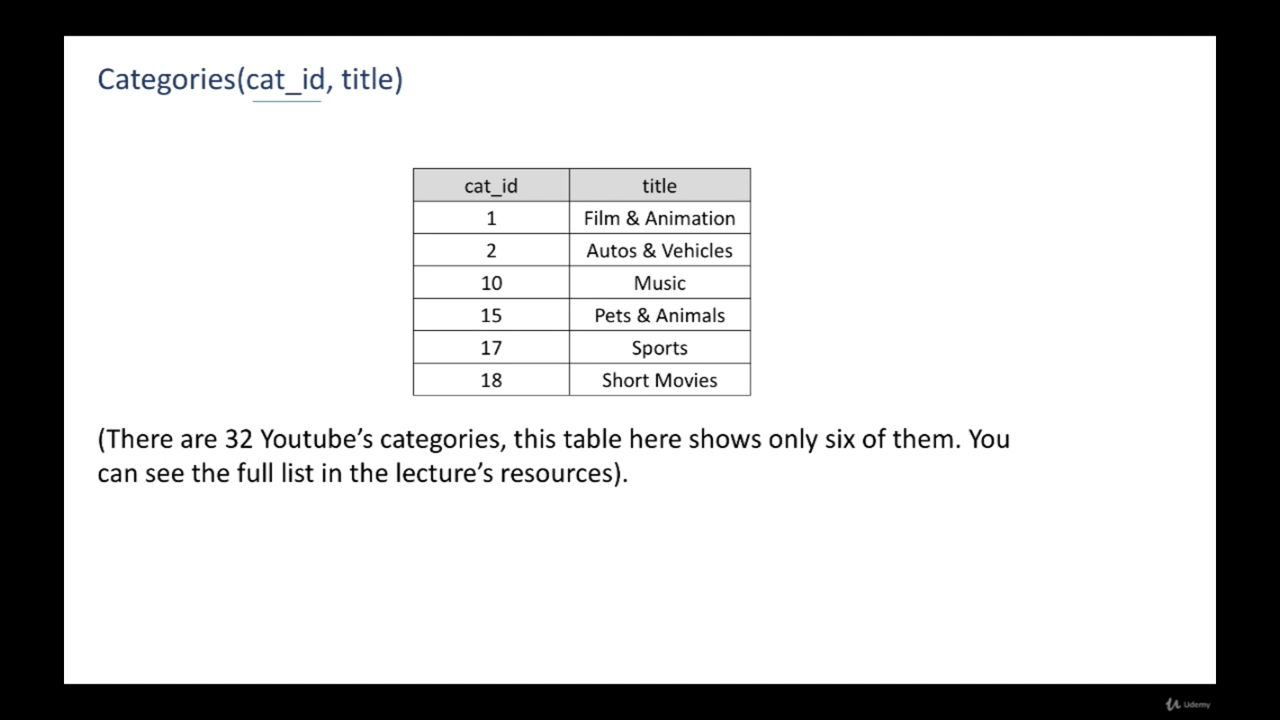 Categories(cat_id, title)
cat_id title
1 Film & Animation
2 Autos & Vehicles
10 Music
15 Pets & Animals
17 Sports
18 Short Movies
(There are 32 Youtube’s categories, this table here shows only six of them. You
can see the full list in the lecture’s resources).
Udemy